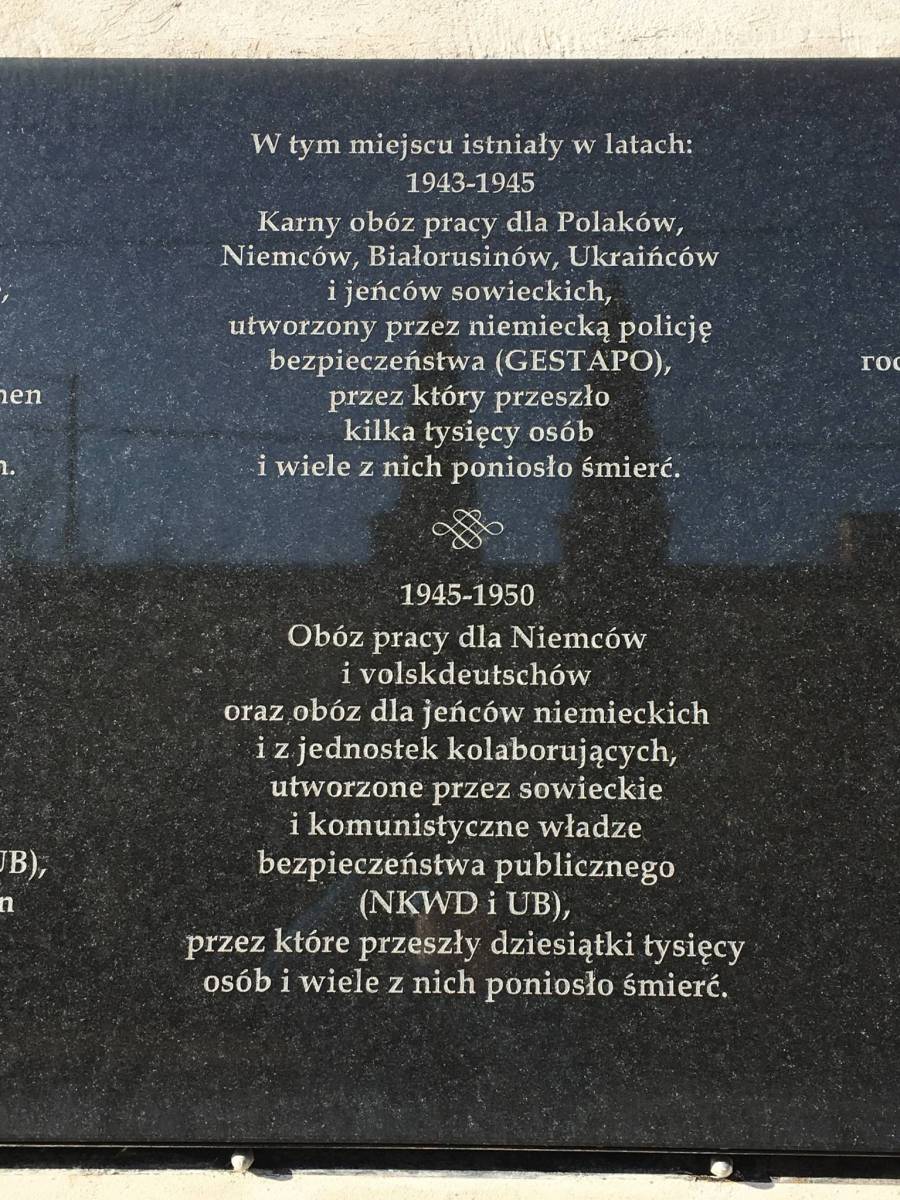 W tym miejscu istniały w latach:
1943-1945
Karny obóz pracy dla Polaków,
Niemców, Białorusinów, Ukraińców
i jeńców sowieckich,
utworzony przez niemiecką policję
bezpieczeństwa (GESTAPO),
przez który przeszło
kilka tysięcy osób
i wiele z nich poniosło śmierć.
1945-1950
Obóz pracy dla Niemców
i volskdeutschów
oraz obóz dla jeńców niemieckich
i z jednostek kolaborujących,
utworzone przez sowieckie
i komunistyczne władze
bezpieczeństwa publicznego
(NKWD i UB),
przez które przeszły dziesiątki tysięcy
osób i wiele z nich poniosło śmierć.